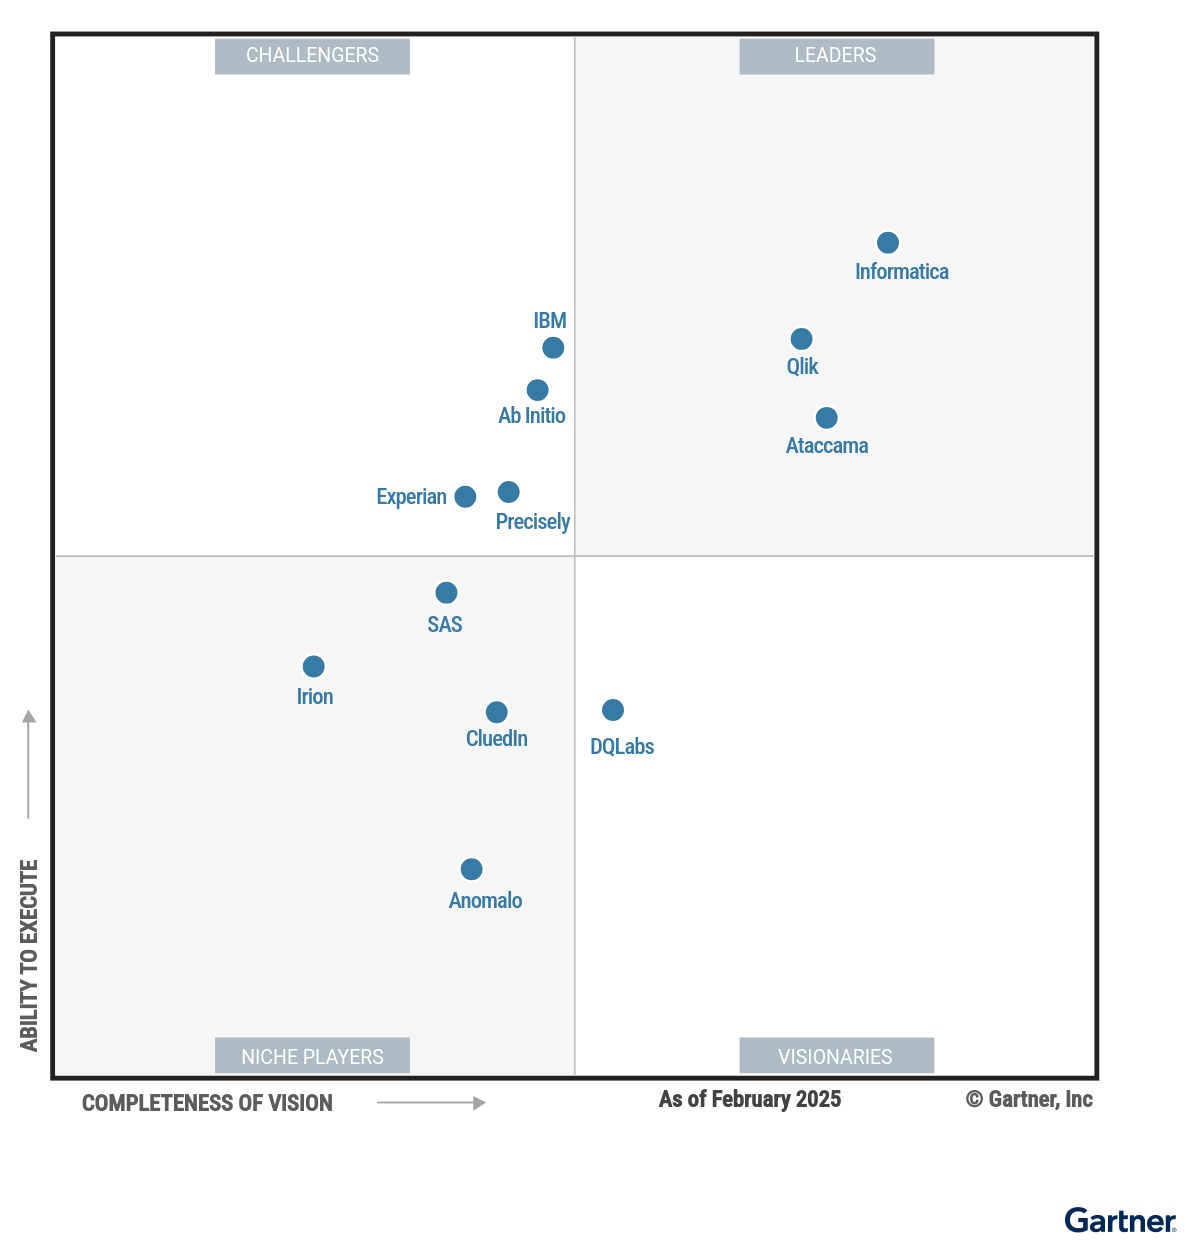 CHALLENGERS
LEADERS
Informatica
IBM
Qlik
Ab Initio
Ataccama
Experian
Precisely
SAS
Irion
CluedIn
DQLabs
Anomalo
ABILITY TO EXECUTE
NICHE PLAYERS
VISIONARIES
COMPLETENESS OF VISION
As of February 2025
© Gartner, Inc
Gartner®